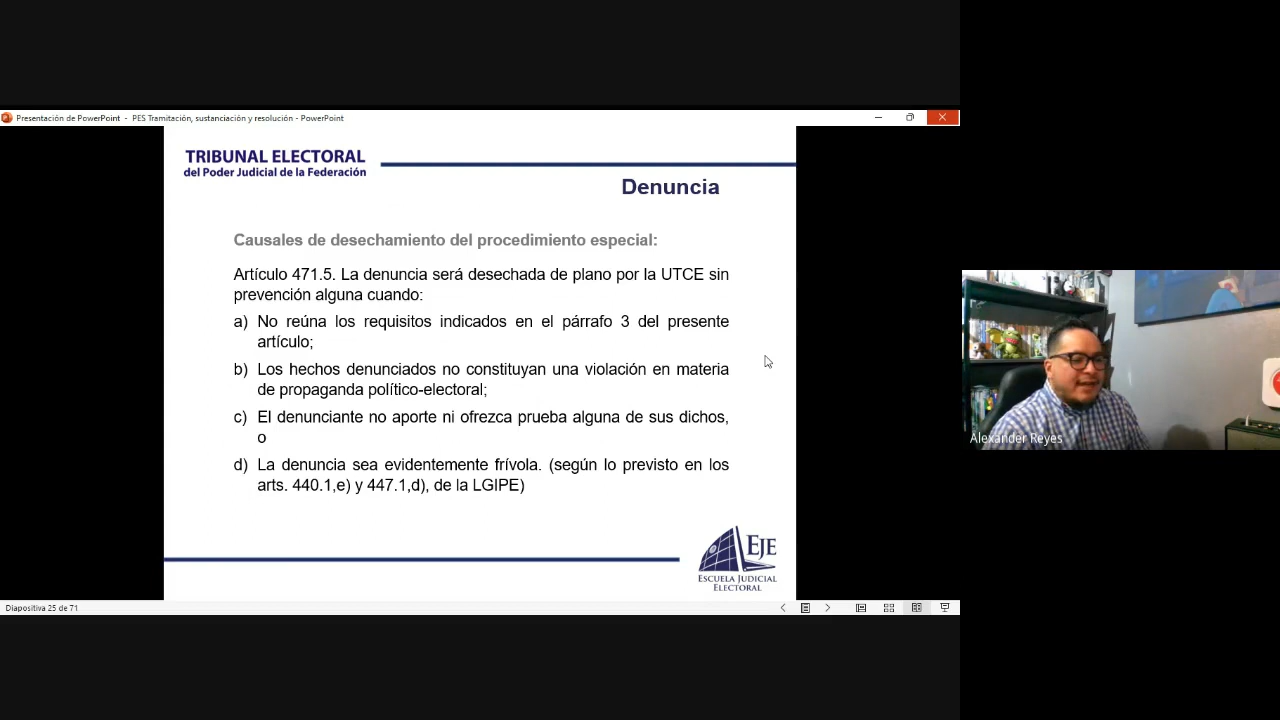 Presentación de PowerPoint - PES Tramitación, sustanciación y resolución - PowerPoint
TRIBUNAL ELECTORAL
del Poder Judicial de la Federación
Denuncia
Causales de desechamiento del procedimiento especial:
Artículo 471.5. La denuncia será desechada de plano por la UTCE sin
prevención alguna cuando:
a) No reúna los requisitos indicados en el párrafo 3 del presente
artículo;
b) Los hechos denunciados no constituyan una violación en materia
de propaganda político-electoral;
c) El denunciante no aporte ni ofrezca prueba alguna de sus dichos,
o
d) La denuncia sea evidentemente frívola. (según lo previsto en los
arts. 440.1,e) y 447.1,d), de la LGIPE)
EJE
ESCUELA JUDICIAL
ELECTORAL
Diapositiva 25 de 71
Alexander Reyes